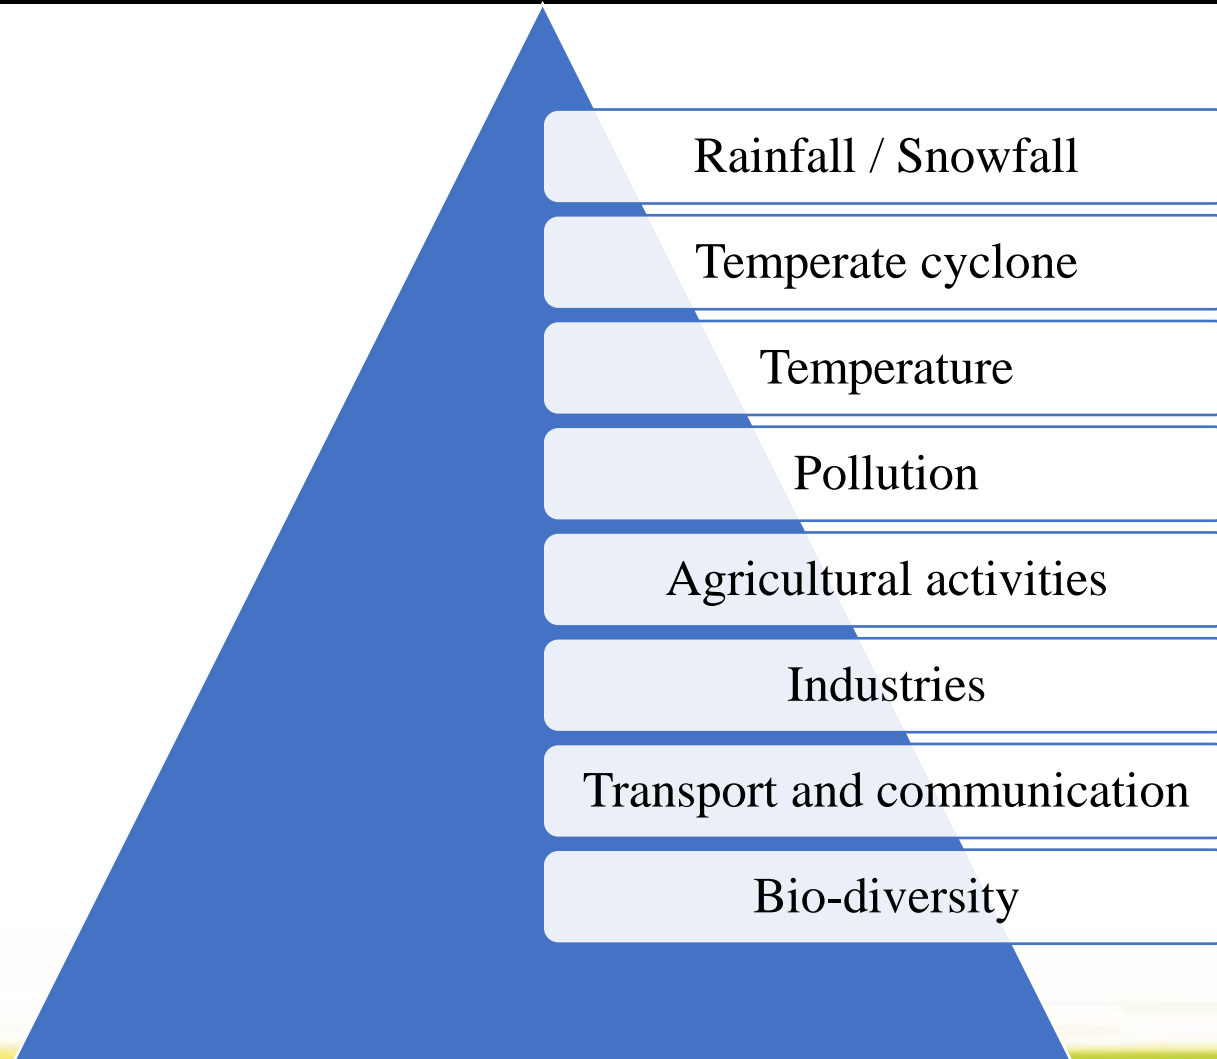 Rainfall / Snowfall
Temperate cyclone
Temperature
Pollution
Agricultural activities
Industries
Transport and communication
Bio-diversity